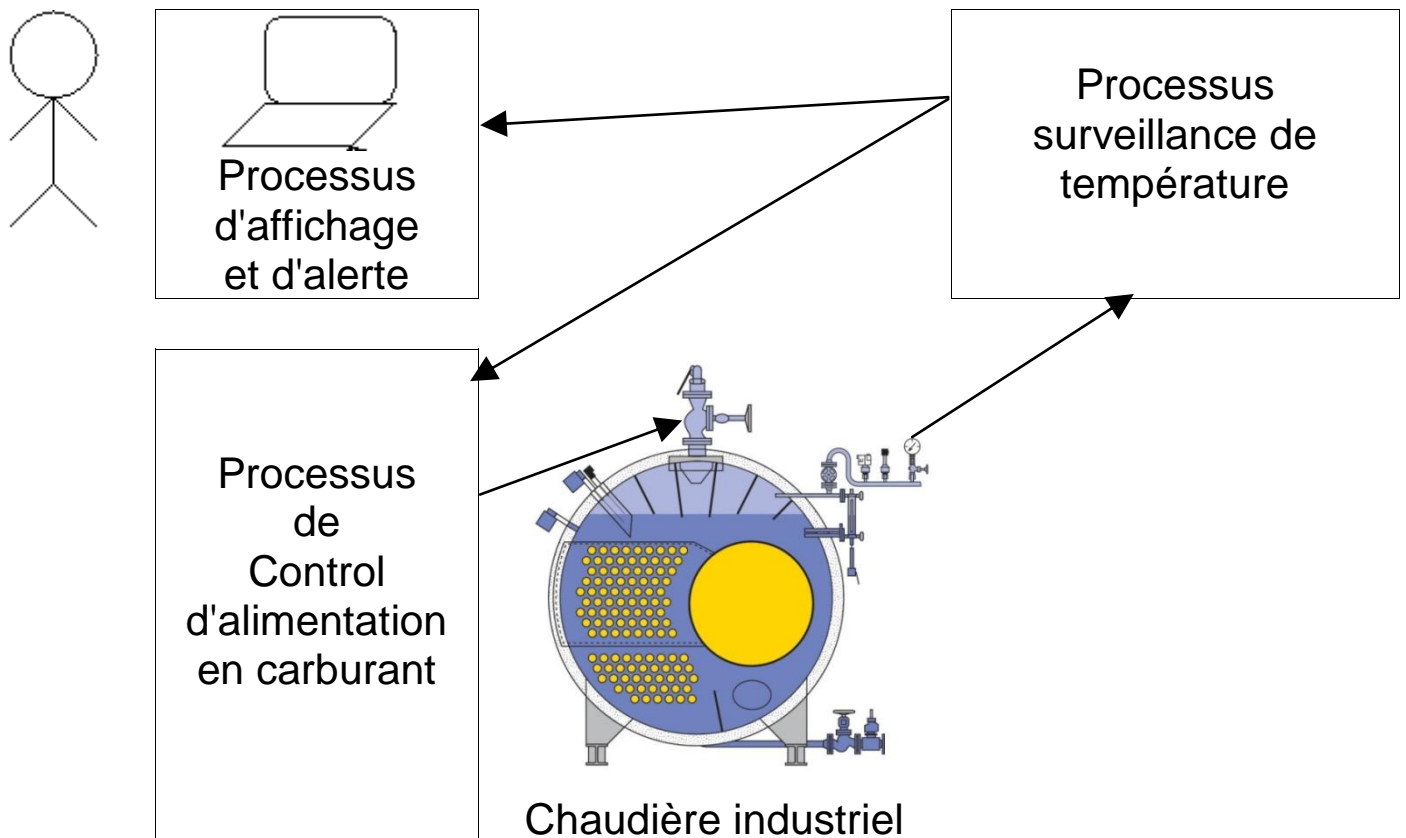 Processus
d'affichage
et d'alerte
Processus
surveillance de
température
Processus
de
Control
d'alimentation
en carburant
Chaudière industriel